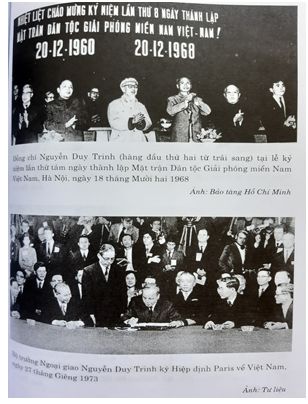 NHIỆT LIỆT CHÀO MỪNG KỶ NIỆM LẦN THỨ 8 NGÀY THÀNH LẬP
MẶT TRẬN DÂN TỘC GIẢI PHÓNG MIỀN NAM VIỆT-NAM!
20-12-1960 20-12-1968
Đồng chí Nguyễn Duy Trinh (hàng đầu thứ hai từ trái sang) tại lễ kỷ
niệm lần thứ tám ngày thành lập Mặt trận Dân tộc Giải phóng miền Nam
Việt Nam, Hà Nội, ngày 18 tháng Mười hai 1968
Ảnh: Bảo tàng Hồ Chí Minh
Bộ trưởng Ngoại giao Nguyễn Duy Trinh ký Hiệp định Paris về Việt Nam,
ngày 27 tháng Giêng 1973
Ảnh: Tư liệu